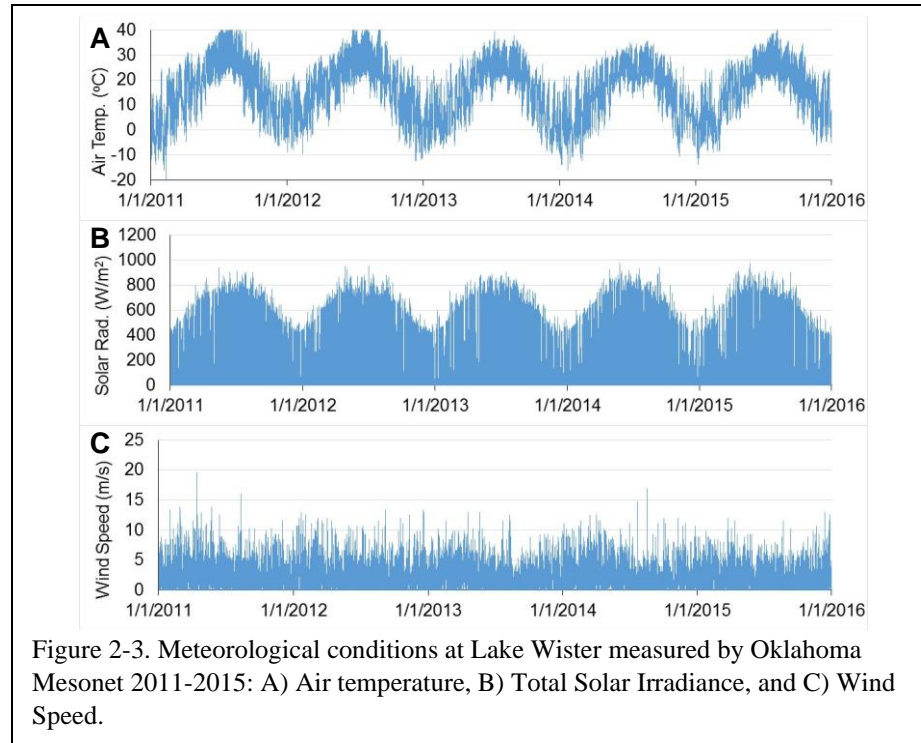 A
Air Temp. (ºC)
40
30
20
10
0
-10
-20
1/1/2011 1/1/2012 1/1/2013 1/1/2014 1/1/2015 1/1/2016
B
Solar Rad. (W/m²)
1200
1000
800
600
400
200
0
1/1/2011 1/1/2012 1/1/2013 1/1/2014 1/1/2015 1/1/2016
C
Wind Speed (m/s)
25
20
15
10
5
0
1/1/2011 1/1/2012 1/1/2013 1/1/2014 1/1/2015 1/1/2016
Figure 2-3. Meteorological conditions at Lake Wister measured by Oklahoma
Mesonet 2011-2015: A) Air temperature, B) Total Solar Irradiance, and C) Wind
Speed.